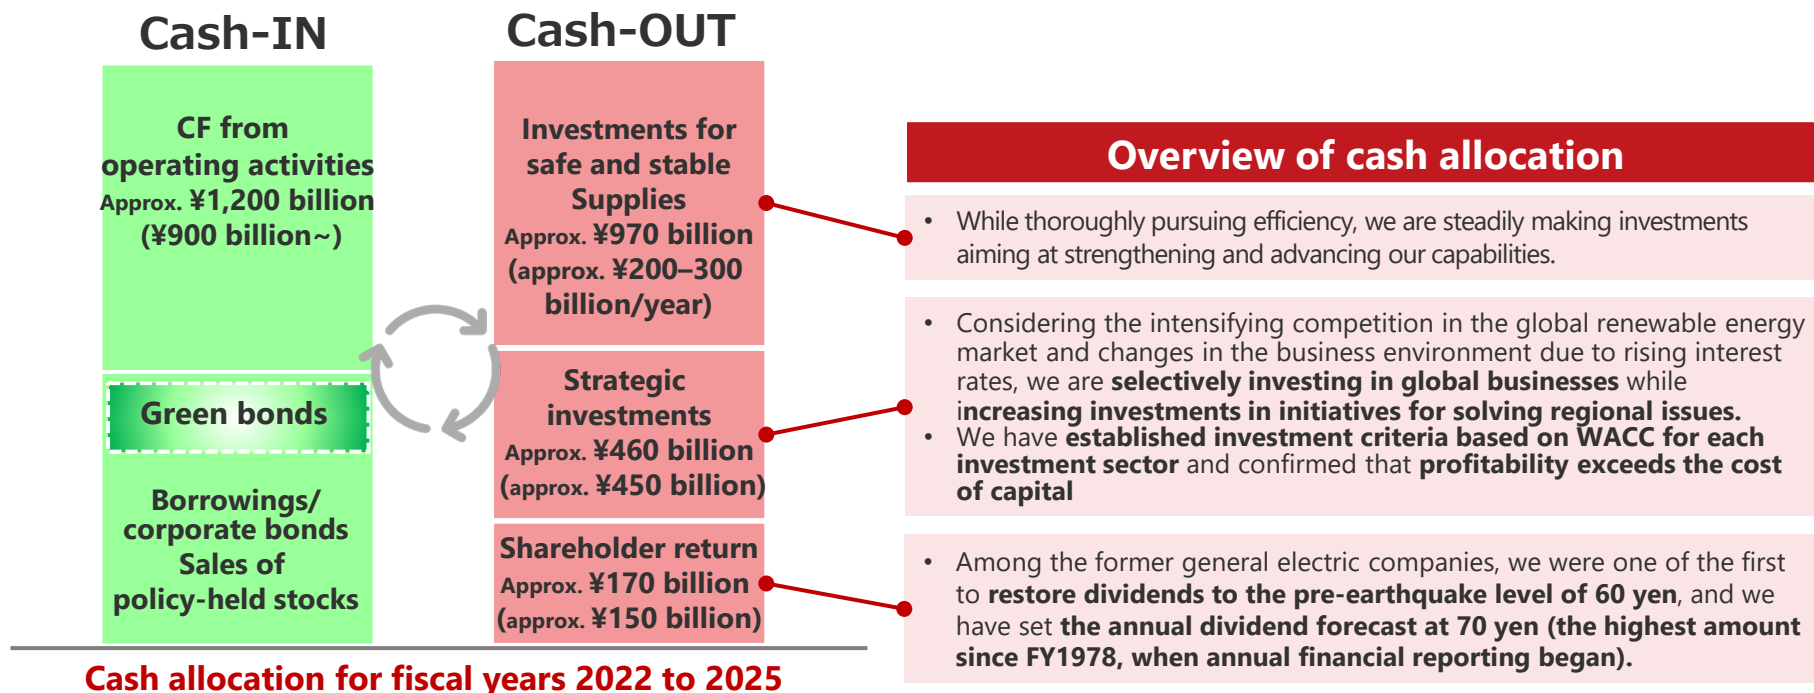 Cash-IN
CF from
operating activities
Approx. ¥1,200 billion
(¥900 billion~)
Green bonds
Borrowings/
corporate bonds
Sales of
policy-held stocks
Cash-OUT
Investments for
safe and stable
Supplies
Approx. ¥970 billion
(approx. ¥200–300
billion/year)
Strategic
investments
Approx. ¥460 billion
(approx. ¥450 billion)
Shareholder return
Approx. ¥170 billion
(approx. ¥150 billion)
Cash allocation for fiscal years 2022 to 2025
Overview of cash allocation
• While thoroughly pursuing efficiency, we are steadily making investments
aiming at strengthening and advancing our capabilities.
• Considering the intensifying competition in the global renewable energy
market and changes in the business environment due to rising interest
rates, we are selectively investing in global businesses while
increasing investments in initiatives for solving regional issues.
• We have established investment criteria based on WACC for each
investment sector and confirmed that profitability exceeds the cost
of capital
• Among the former general electric companies, we were one of the first
to restore dividends to the pre-earthquake level of 60 yen, and we
have set the annual dividend forecast at 70 yen (the highest amount
since FY1978, when annual financial reporting began).